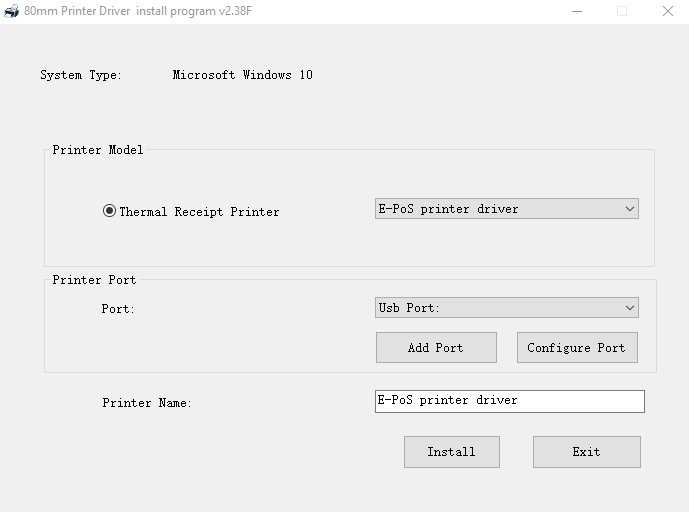 80mm Printer Driver  install program v2.38F
System Type: Microsoft Windows 10
Printer Model
Thermal Receipt Printer E-PoS printer driver
Printer Port
Port: Usb Port:
Add Port Configure Port
Printer Name: E-PoS printer driver
Install Exit